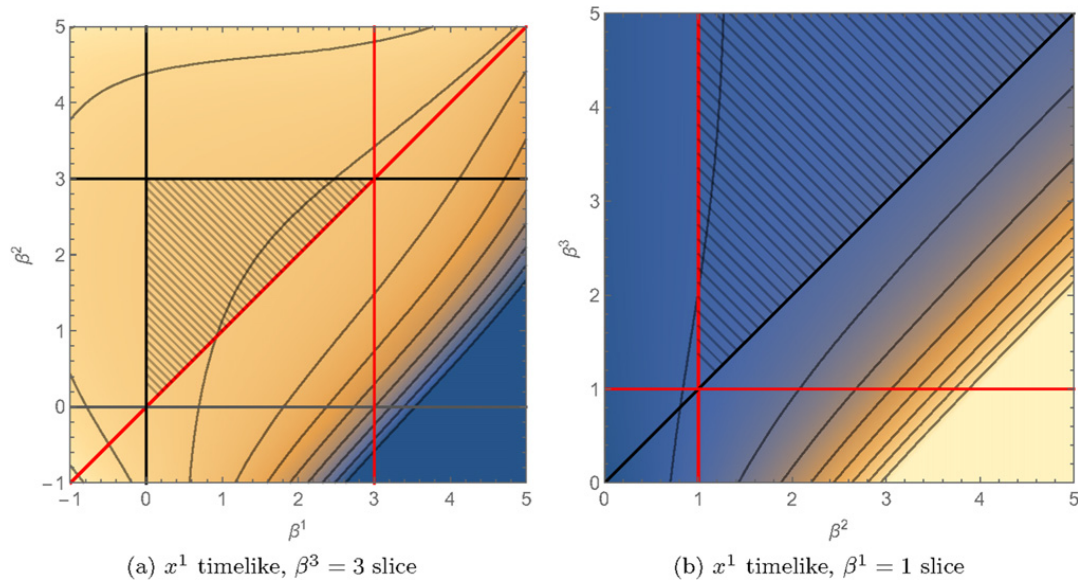 5
4
3
2
1
0
−1
β²
−1 0 1 2 3 4 5
β¹
(a) x¹ timelike, β³ = 3 slice
5
4
3
2
1
0
β³
0 1 2 3 4 5
β²
(b) x¹ timelike, β¹ = 1 slice